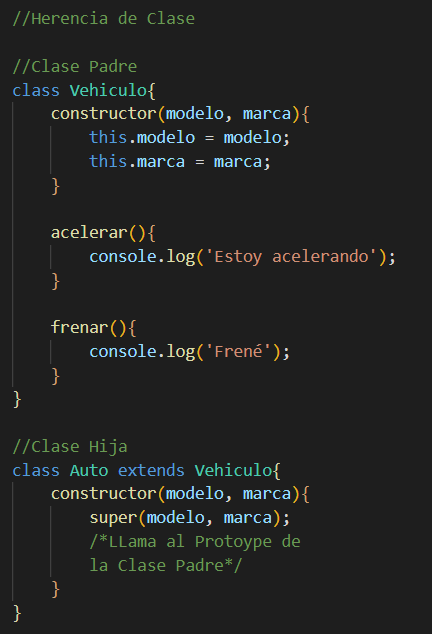 //Herencia de Clase

//Clase Padre
class Vehiculo{
    constructor(modelo, marca){
        this.modelo = modelo;
        this.marca = marca;
    }

    acelerar(){
        console.log('Estoy acelerando');
    }

    frenar(){
        console.log('Frené');
    }
}

//Clase Hija
class Auto extends Vehiculo{
    constructor(modelo, marca){
        super(modelo, marca);
        /*LLama al Protoype de
        la Clase Padre*/
    }
}